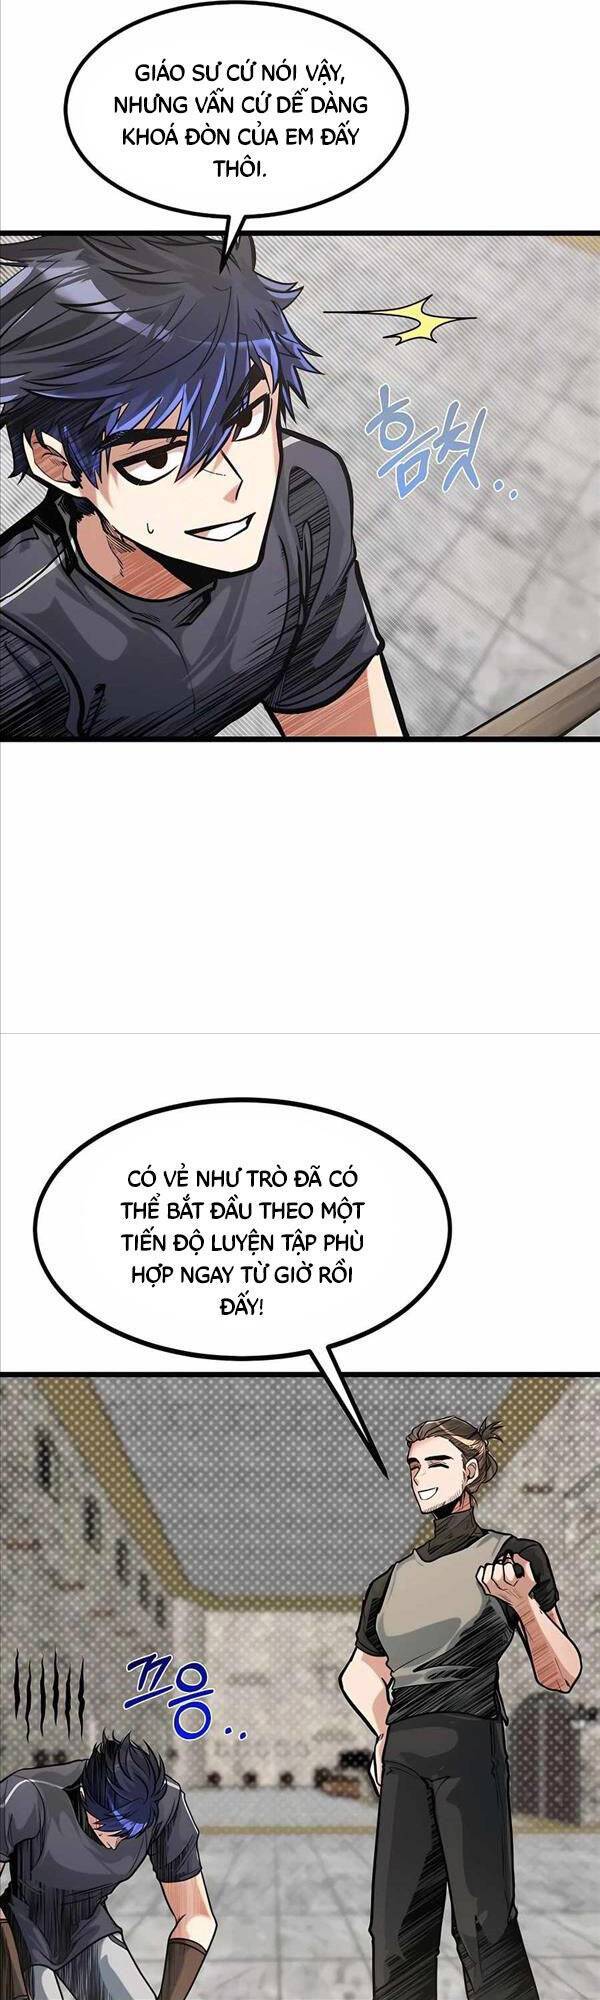 GIÁO SƯ CỨ NÓI VẬY,
NHƯNG VẪN CỨ DỄ DÀNG
KHOÁ ĐÒN CỦA EM ĐẤY
THÔI.
흠칫..
CÓ VẺ NHƯ TRÒ ĐÃ CÓ
THỂ BẮT ĐẦU THEO MỘT
TIẾN ĐỘ LUYỆN TẬP PHÙ
HỢP NGAY TỪ GIỜ RỒI
ĐẤY!
끄응..